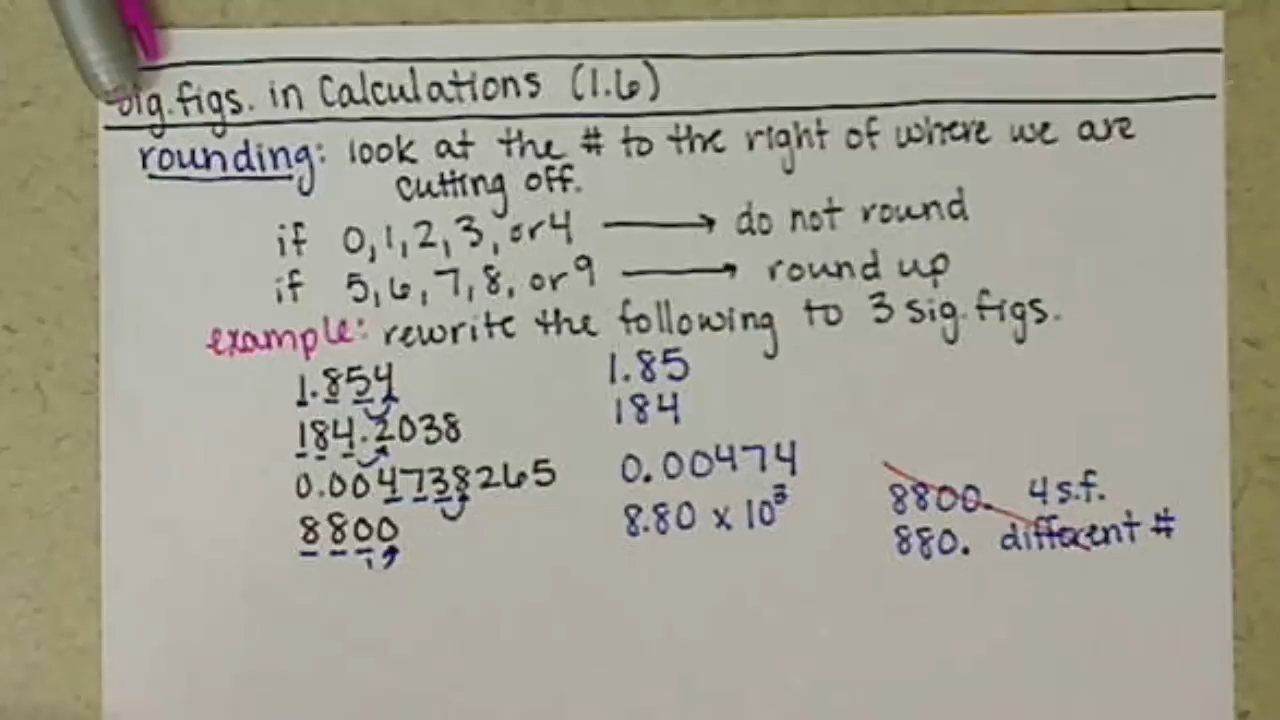 Sig. figs. in Calculations (1.6)
rounding: look at the # to the right of where we are
cutting off.
if 0, 1, 2, 3, or 4 → do not round
if 5, 6, 7, 8, or 9 → round up
example: rewrite the following to 3 sig. figs.
1.854 1.85
184.2038 184
0.004738265 0.00474
8800 8.80 x 10³
8800. 4 s.f.
880. different #